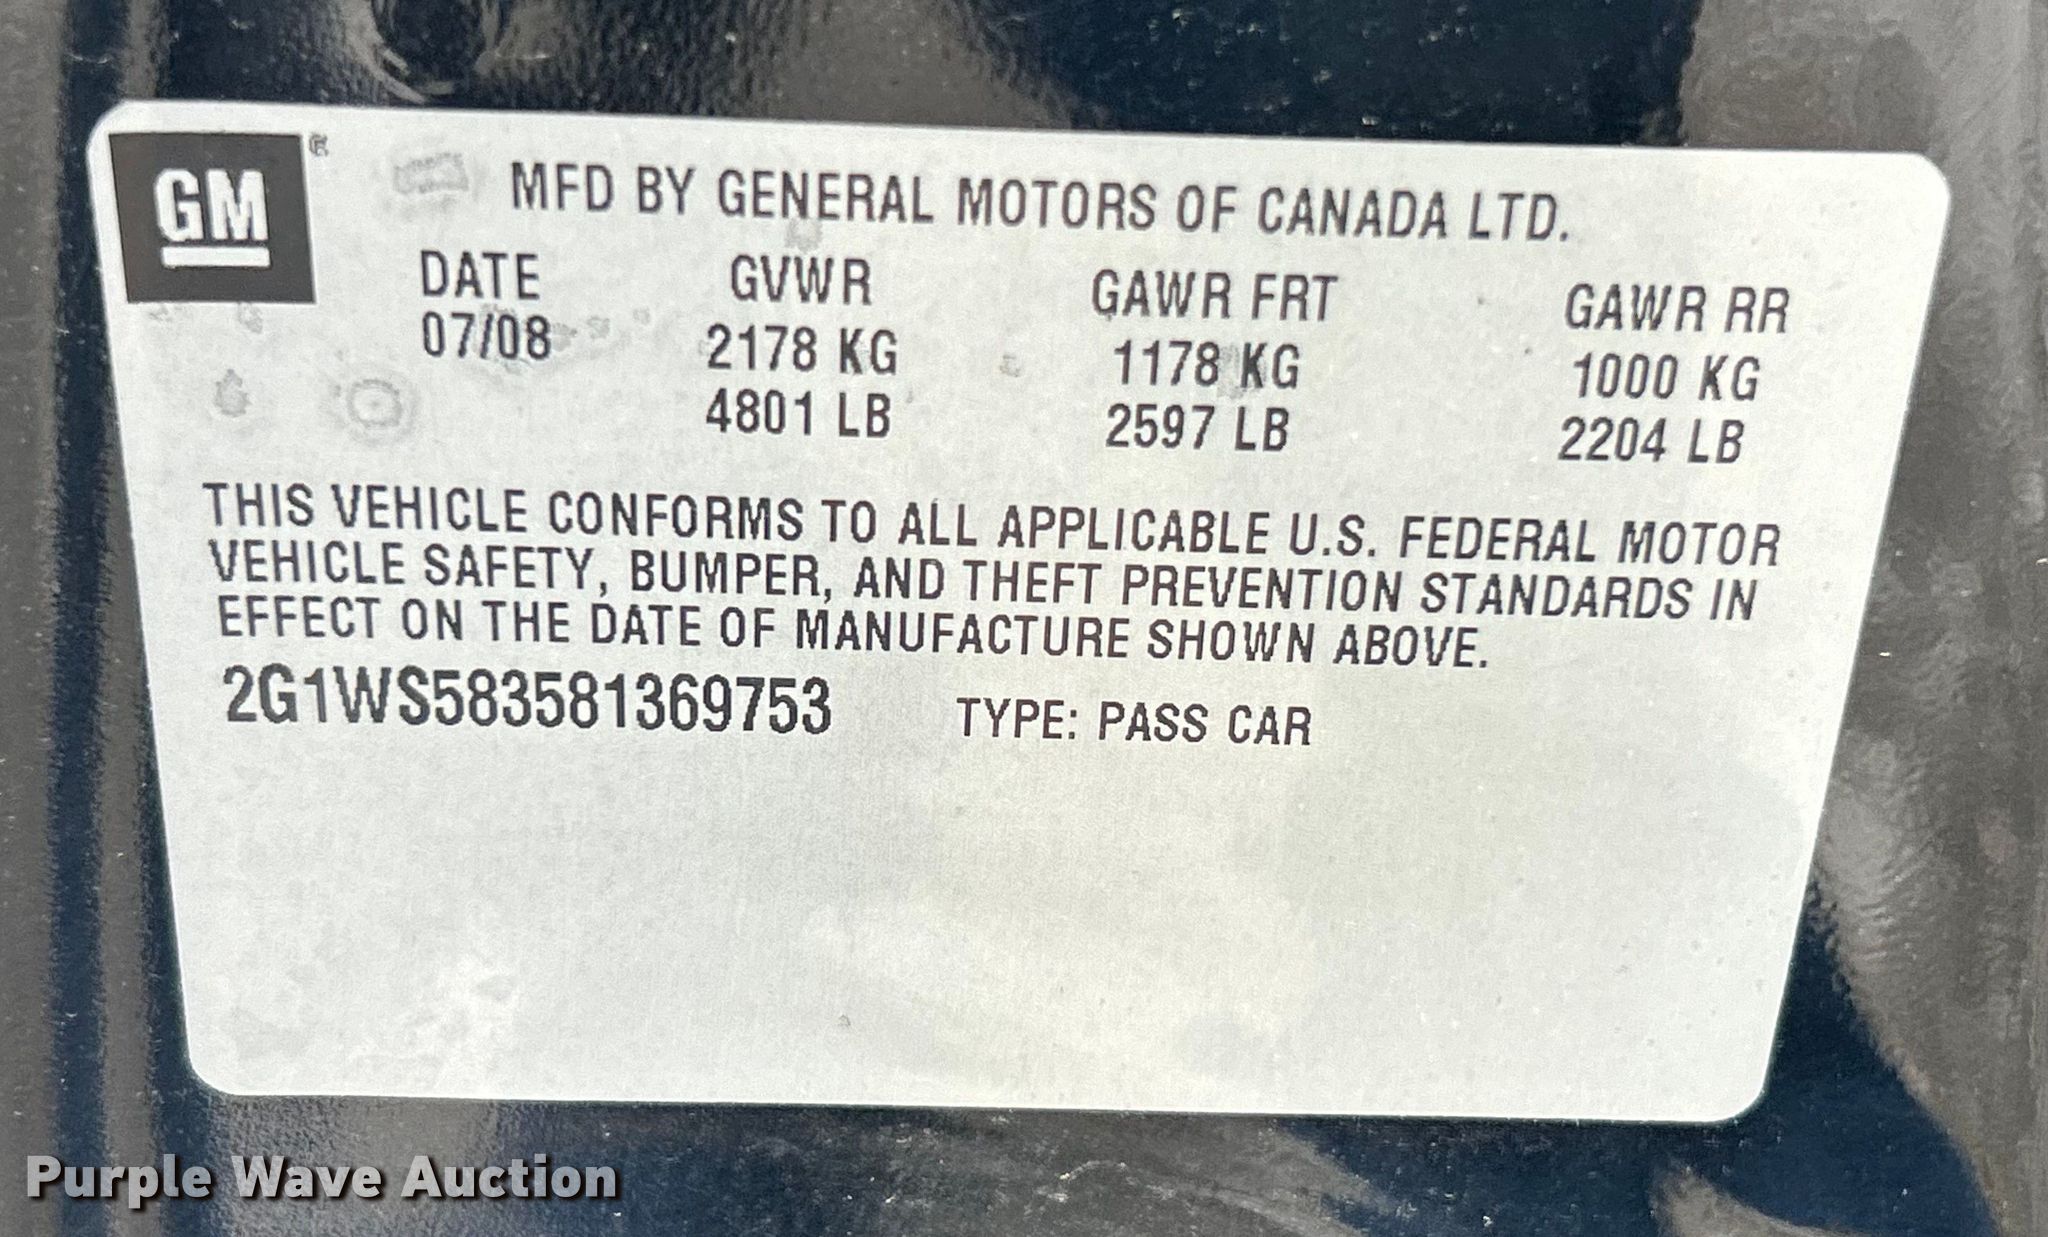 GM ®
MFD BY GENERAL MOTORS OF CANADA LTD.
DATE GVWR GAWR FRT GAWR RR
07/08 2178 KG 1178 KG 1000 KG
4801 LB 2597 LB 2204 LB
THIS VEHICLE CONFORMS TO ALL APPLICABLE U.S. FEDERAL MOTOR
VEHICLE SAFETY, BUMPER, AND THEFT PREVENTION STANDARDS IN
EFFECT ON THE DATE OF MANUFACTURE SHOWN ABOVE.
2G1WS583581369753 TYPE: PASS CAR
Purple Wave Auction